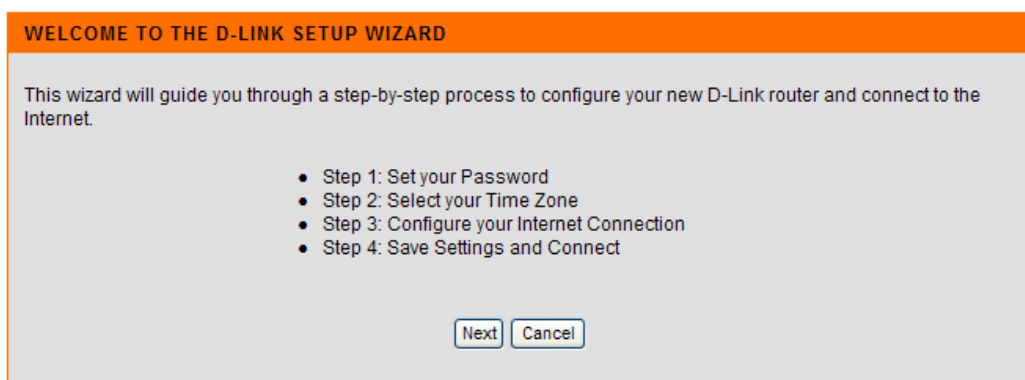 WELCOME TO THE D-LINK SETUP WIZARD
This wizard will guide you through a step-by-step process to configure your new D-Link router and connect to the
Internet.
● Step 1: Set your Password
● Step 2: Select your Time Zone
● Step 3: Configure your Internet Connection
● Step 4: Save Settings and Connect
Next Cancel